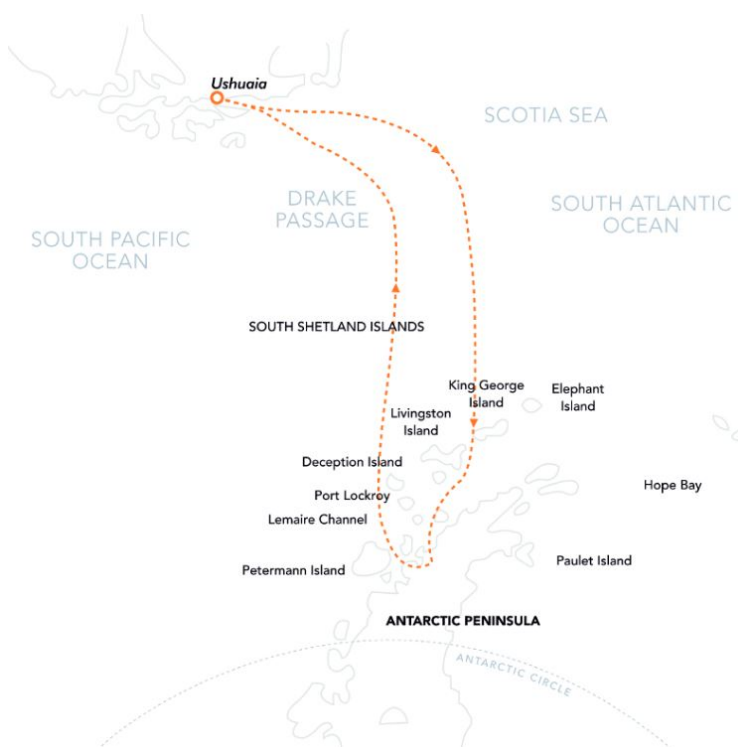 Ushuaia
SCOTIA SEA
DRAKE
PASSAGE
SOUTH ATLANTIC
OCEAN
SOUTH PACIFIC
OCEAN
SOUTH SHETLAND ISLANDS
King George
Island
Elephant
Island
Livingston
Island
Deception Island
Hope Bay
Port Lockroy
Lemaire Channel
Paulet Island
Petermann Island
ANTARCTIC PENINSULA
ANTARCTIC CIRCLE